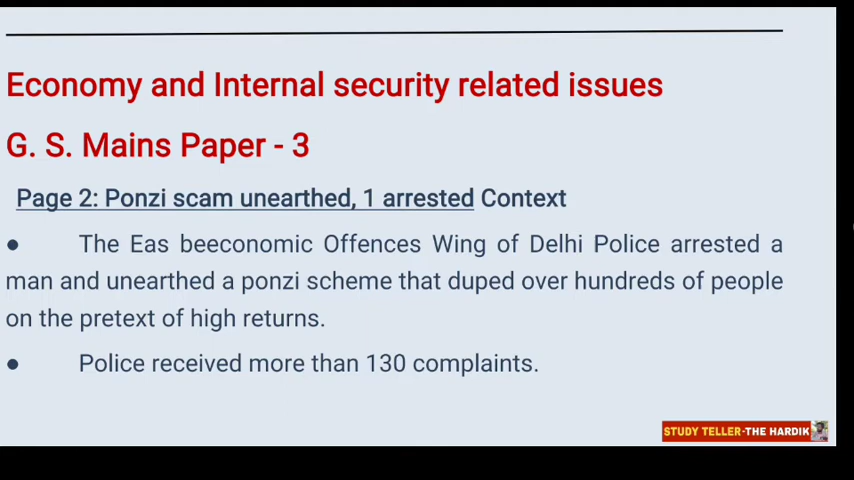 Economy and Internal security related issues
G. S. Mains Paper - 3
Page 2: Ponzi scam unearthed, 1 arrested Context
● The Eas beeconomic Offences Wing of Delhi Police arrested a
man and unearthed a ponzi scheme that duped over hundreds of people
on the pretext of high returns.
● Police received more than 130 complaints.
STUDY TELLER-THE HARDIK